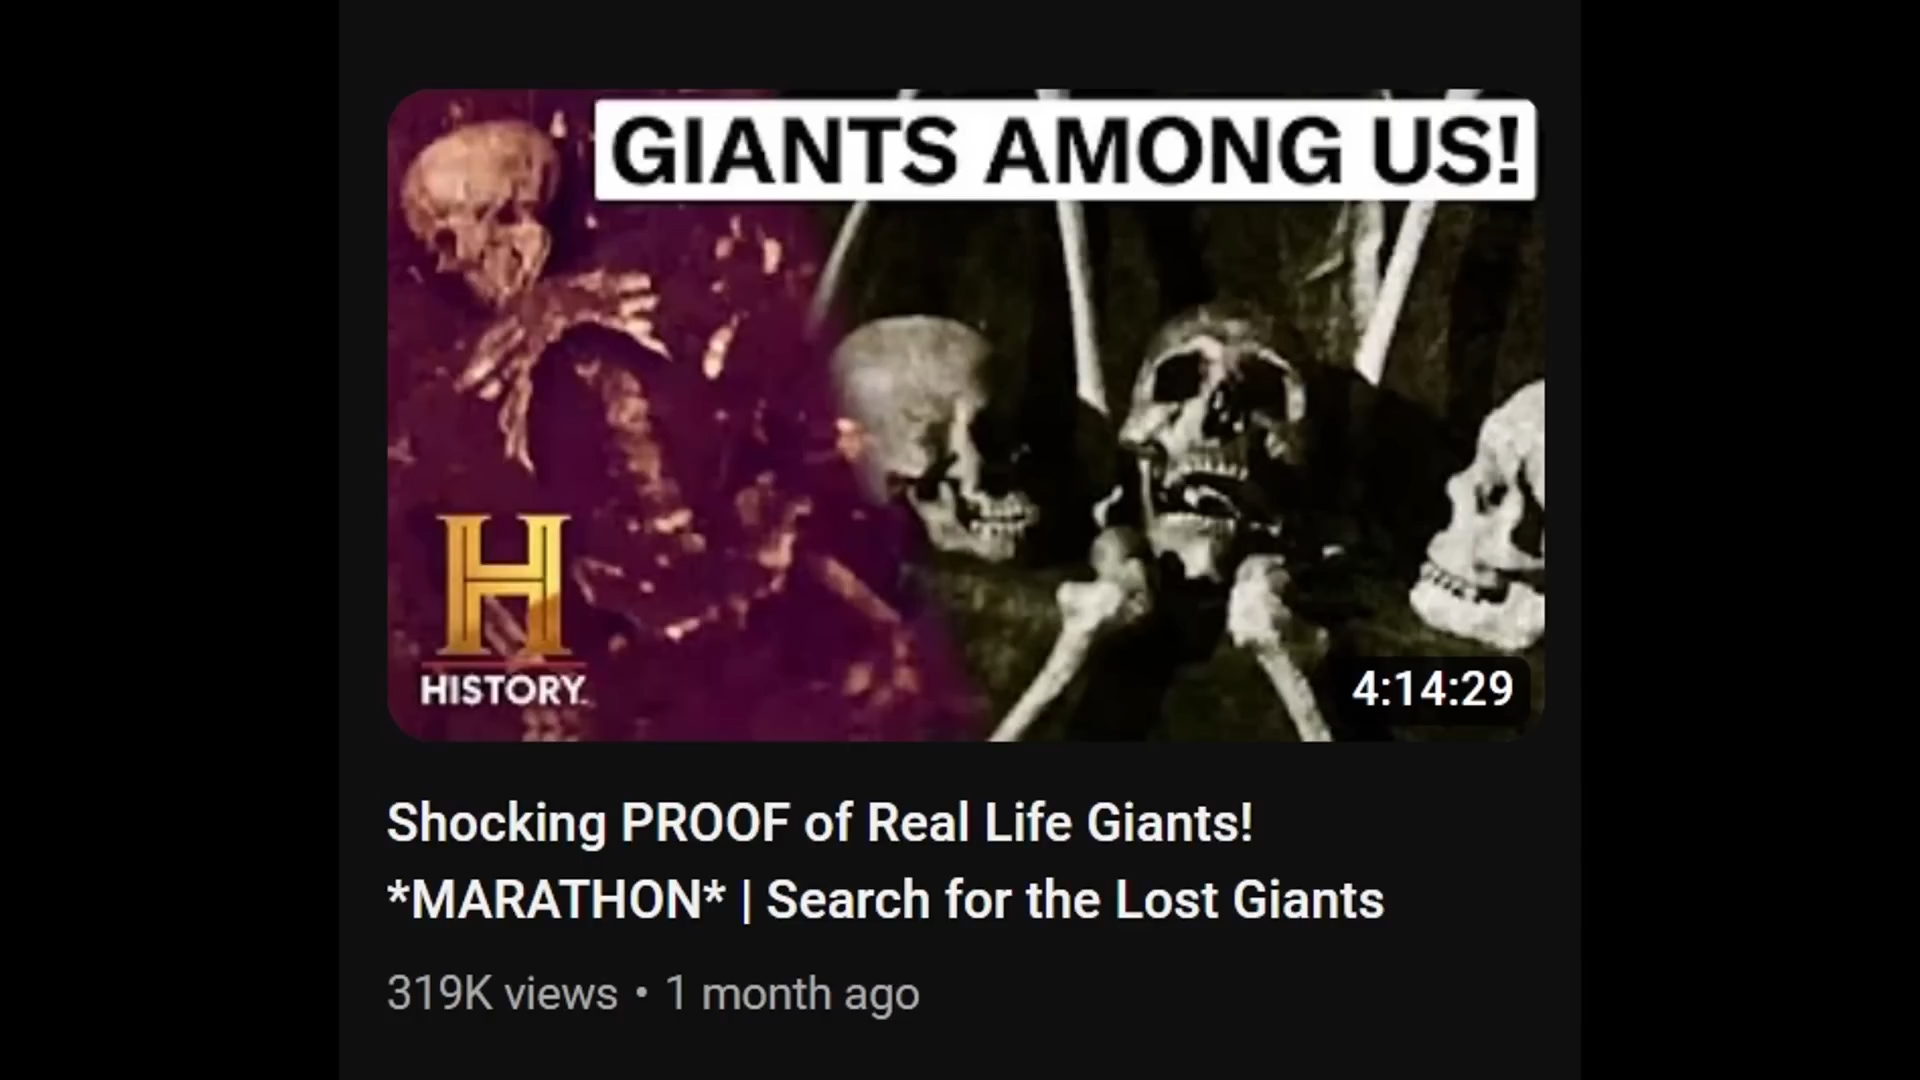 GIANTS AMONG US!
H
HISTORY
4:14:29
Shocking PROOF of Real Life Giants!
*MARATHON* | Search for the Lost Giants
319K views • 1 month ago